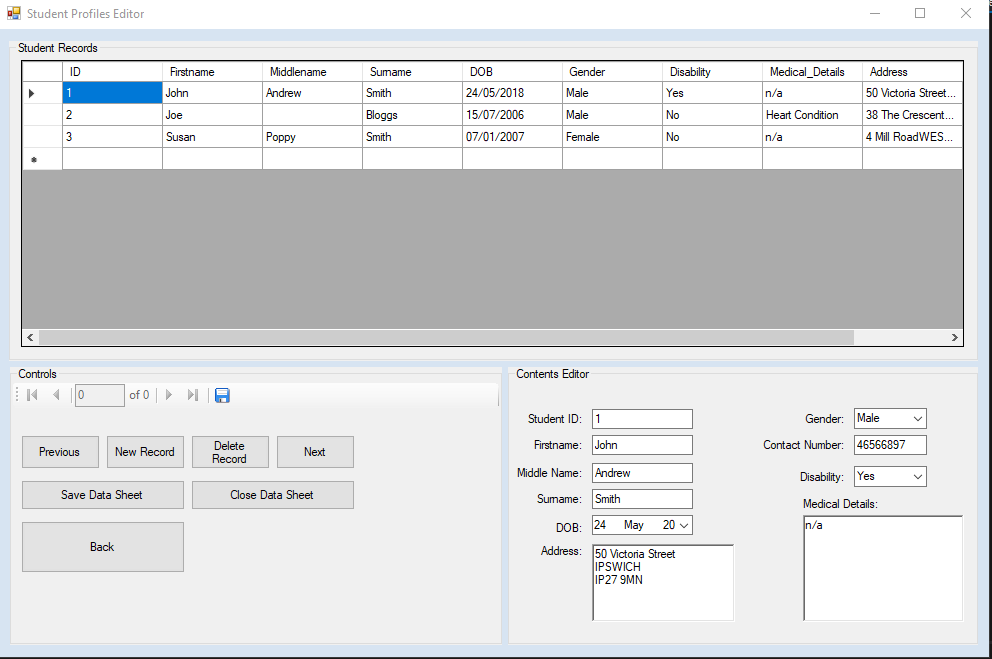 Student Profiles Editor
Student Records
ID Firstname Middlename Surname DOB Gender Disability Medical_Details Address
1 John Andrew Smith 24/05/2018 Male Yes n/a 50 Victoria Street...
2 Joe Bloggs 15/07/2006 Male No Heart Condition 38 The Crescent...
3 Susan Poppy Smith 07/01/2007 Female No n/a 4 Mill RoadWES...
Controls
0 of 0
Previous New Record Delete Record Next
Save Data Sheet Close Data Sheet
Back
Contents Editor
Student ID: 1
Firstname: John
Middle Name: Andrew
Surname: Smith
DOB: 24 May 20
Address: 50 Victoria Street
IPSWICH
IP27 9MN
Gender: Male
Contact Number: 46566897
Disability: Yes
Medical Details:
n/a